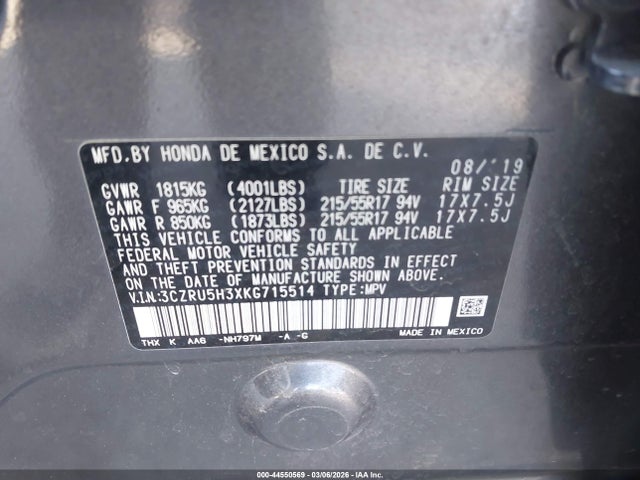 MFD.BY HONDA DE MEXICO S.A. DE C.V.
08/'19
GVWR 1815KG (4001LBS) TIRE SIZE RIM SIZE
GAWR F 965KG (2127LBS) 215/55R17 94V 17X7.5J
GAWR R 850KG (1873LBS) 215/55R17 94V 17X7.5J
THIS VEHICLE CONFORMS TO ALL APPLICABLE
FEDERAL MOTOR VEHICLE SAFETY
AND THEFT PREVENTION STANDARDS IN EFFECT
ON THE DATE OF MANUFACTURE SHOWN ABOVE.
V.I.N:3CZRU5H3XKG715514 TYPE:MPV
THX K AA6 -NH797M -A -G MADE IN MEXICO
000-44550569 - 03/06/2026 - IAA Inc.